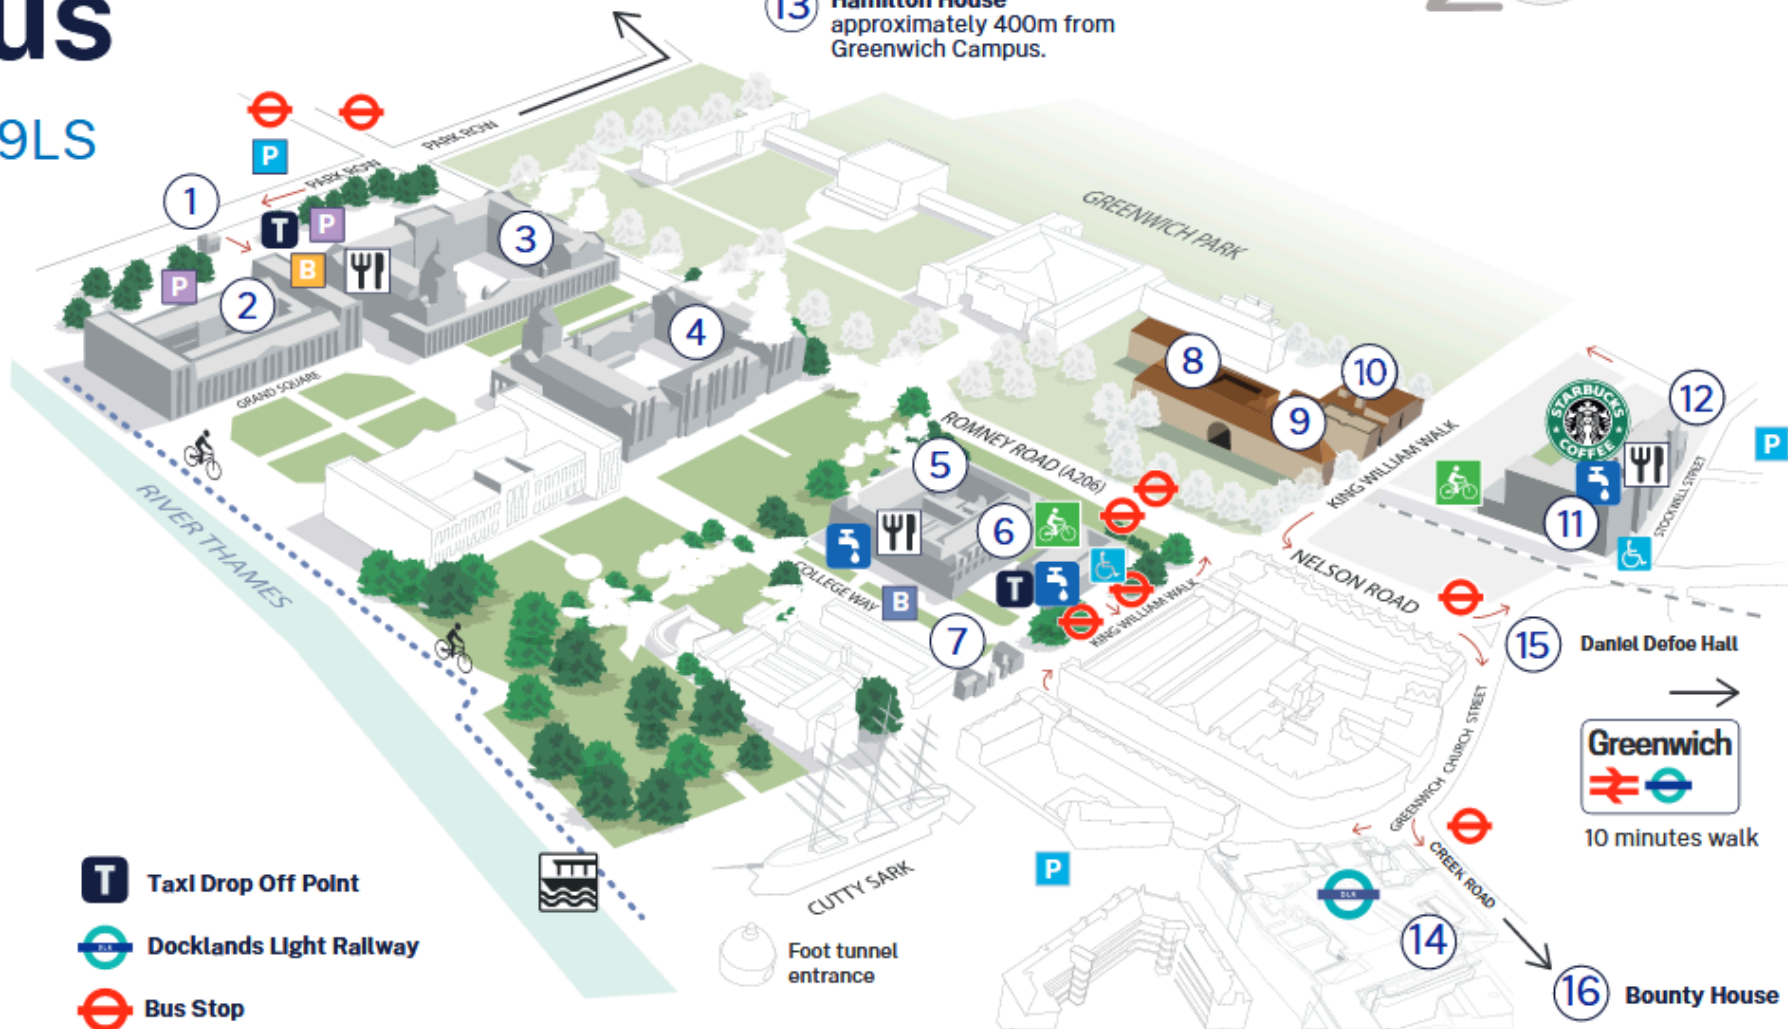 us
9LS
13
Hamilton House
approximately 400m from
Greenwich Campus.
P
PARK ROW
PARK ROW
1
T
P
3
B
P
2
4
GREENWICH PARK
GRAND SQUARE
8
10
9
12
STARBUCKS
COFFEE
P
ROMNEY ROAD (A206)
KING WILLIAM WALK
STOCKWELL STREET
5
6
11
RIVER THAMES
COLLEGE WAY
T
B
NELSON ROAD
KING WILLIAM WALK
7
15
Daniel Defoe Hall
GREENWICH CHURCH STREET
Greenwich
10 minutes walk
CREEK ROAD
P
CUTTY SARK
DLR
14
Foot tunnel
entrance
16
Bounty House
T
Taxi Drop Off Point
DLR
Docklands Light Railway
Bus Stop